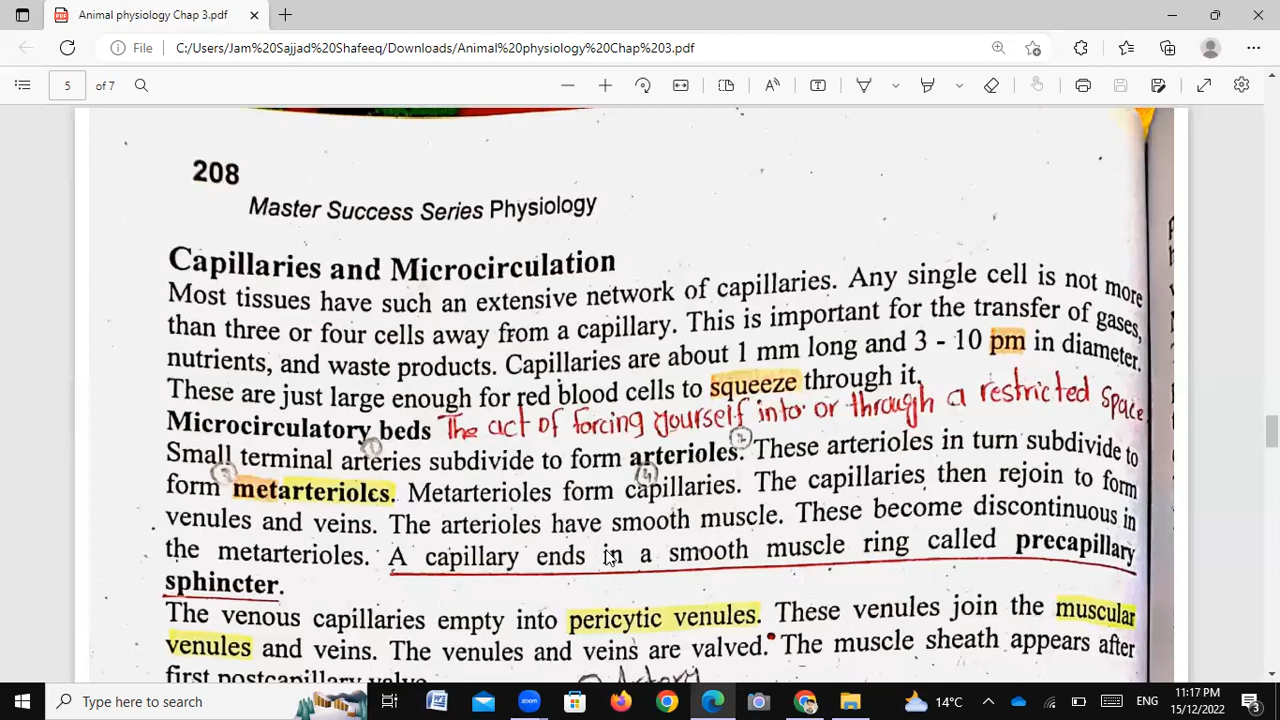 Animal physiology Chap 3.pdf
File C:/Users/Jam%20Sajjad%20Shafeeq/Downloads/Animal%20physiology%20Chap%203.pdf
5 of 7
208
Master Success Series Physiology
Capillaries and Microcirculation
Most tissues have such an extensive network of capillaries. Any single cell is not more
than three or four cells away from a capillary. This is important for the transfer of gases,
nutrients, and waste products. Capillaries are about 1 mm long and 3 - 10 pm in diameter.
These are just large enough for red blood cells to squeeze through it.
Microcirculatory beds The act of forcing yourself into or through a restricted space
1 2
Small terminal arteries subdivide to form arterioles. These arterioles in turn subdivide to
3 4
form metarterioles. Metarterioles form capillaries. The capillaries then rejoin to form
venules and veins. The arterioles have smooth muscle. These become discontinuous in
the metarterioles. A capillary ends in a smooth muscle ring called precapillary
sphincter.
The venous capillaries empty into pericytic venules. These venules join the muscular
venules and veins. The venules and veins are valved. The muscle sheath appears after
first postcapillary valve
Type here to search
14°C
ENG
11:17 PM
15/12/2022
3